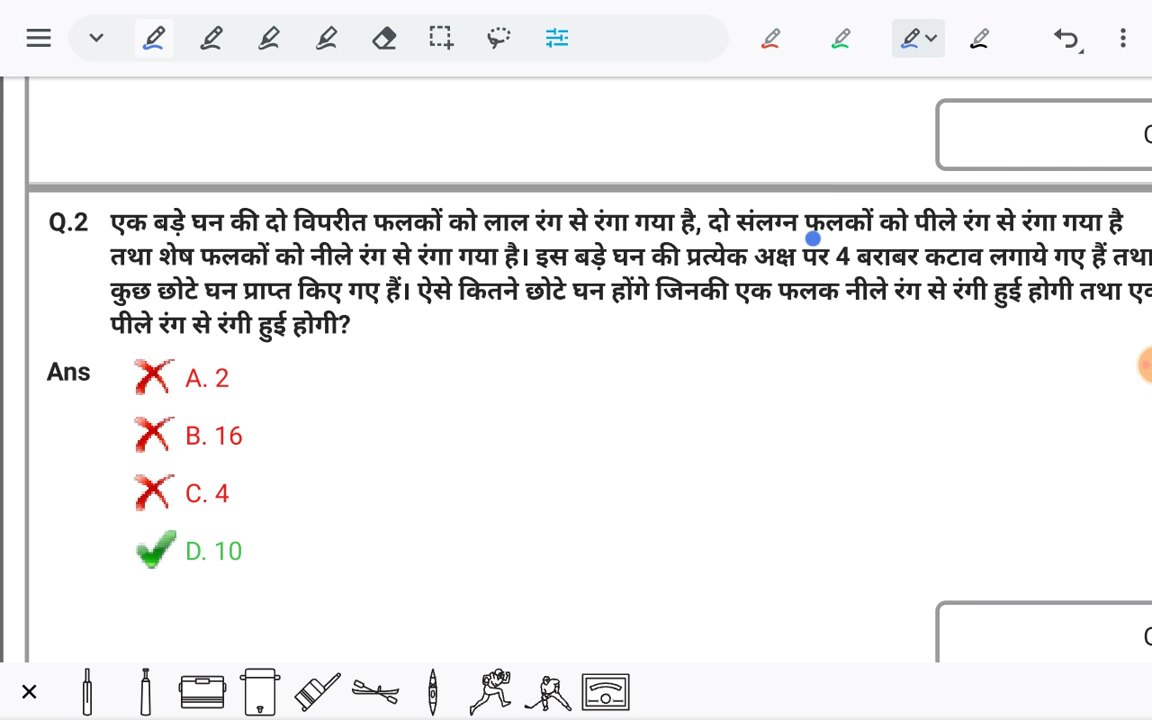 Q.2 एक बड़े घन की दो विपरीत फलकों को लाल रंग से रंगा गया है, दो संलग्न फलकों को पीले रंग से रंगा गया है
तथा शेष फलकों को नीले रंग से रंगा गया है। इस बड़े घन की प्रत्येक अक्ष पर 4 बराबर कटाव लगाये गए हैं तथा
कुछ छोटे घन प्राप्त किए गए हैं। ऐसे कितने छोटे घन होंगे जिनकी एक फलक नीले रंग से रंगी हुई होगी तथा
पीले रंग से रंगी हुई होगी?
Ans
A. 2
B. 16
C. 4
D. 10